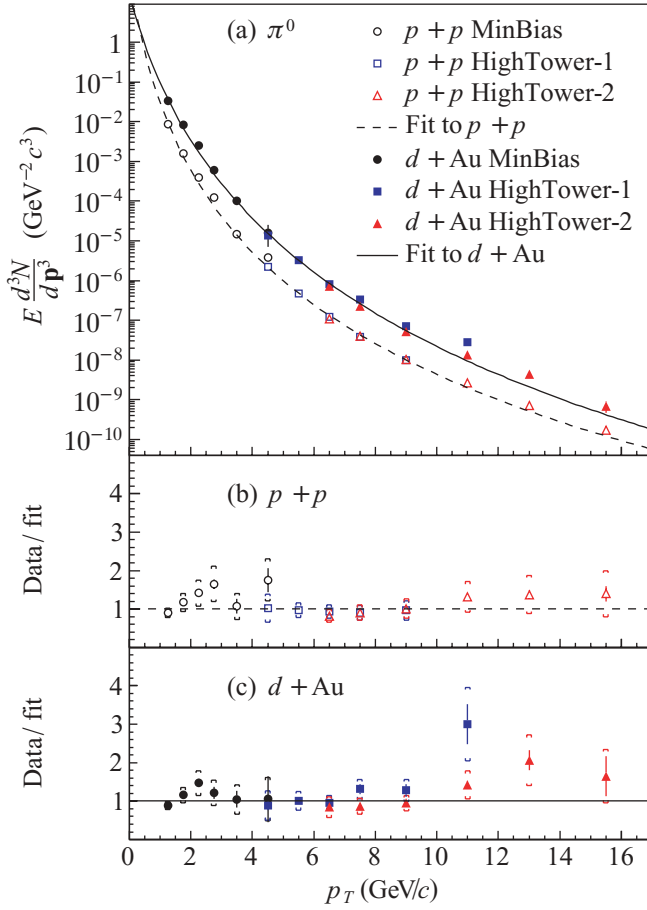 (a) π⁰
p + p MinBias
p + p HighTower-1
p + p HighTower-2
Fit to p + p
d + Au MinBias
d + Au HighTower-1
d + Au HighTower-2
Fit to d + Au
E d³N/dp³ (GeV⁻² c³)
1
10⁻¹
10⁻²
10⁻³
10⁻⁴
10⁻⁵
10⁻⁶
10⁻⁷
10⁻⁸
10⁻⁹
10⁻¹⁰
(b) p + p
Data/ fit
4
3
2
1
(c) d + Au
Data/ fit
4
3
2
1
0 2 4 6 8 10 12 14 16
p_T (GeV/c)